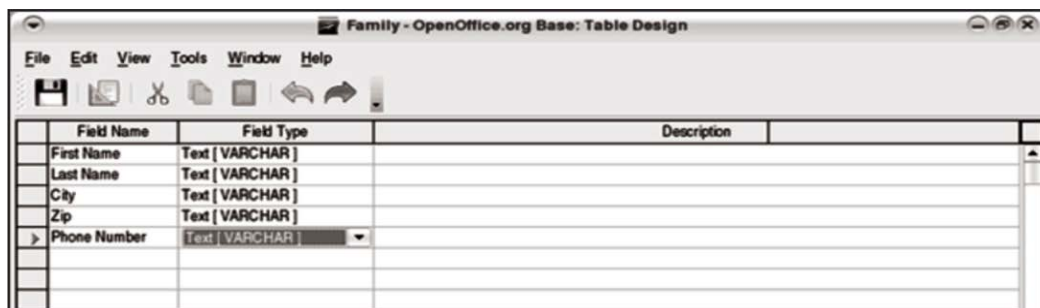 Family - OpenOffice.org Base: Table Design
File Edit View Tools Window Help
Field Name Field Type Description
First Name Text [ VARCHAR ]
Last Name Text [ VARCHAR ]
City Text [ VARCHAR ]
Zip Text [ VARCHAR ]
Phone Number Text [ VARCHAR ]